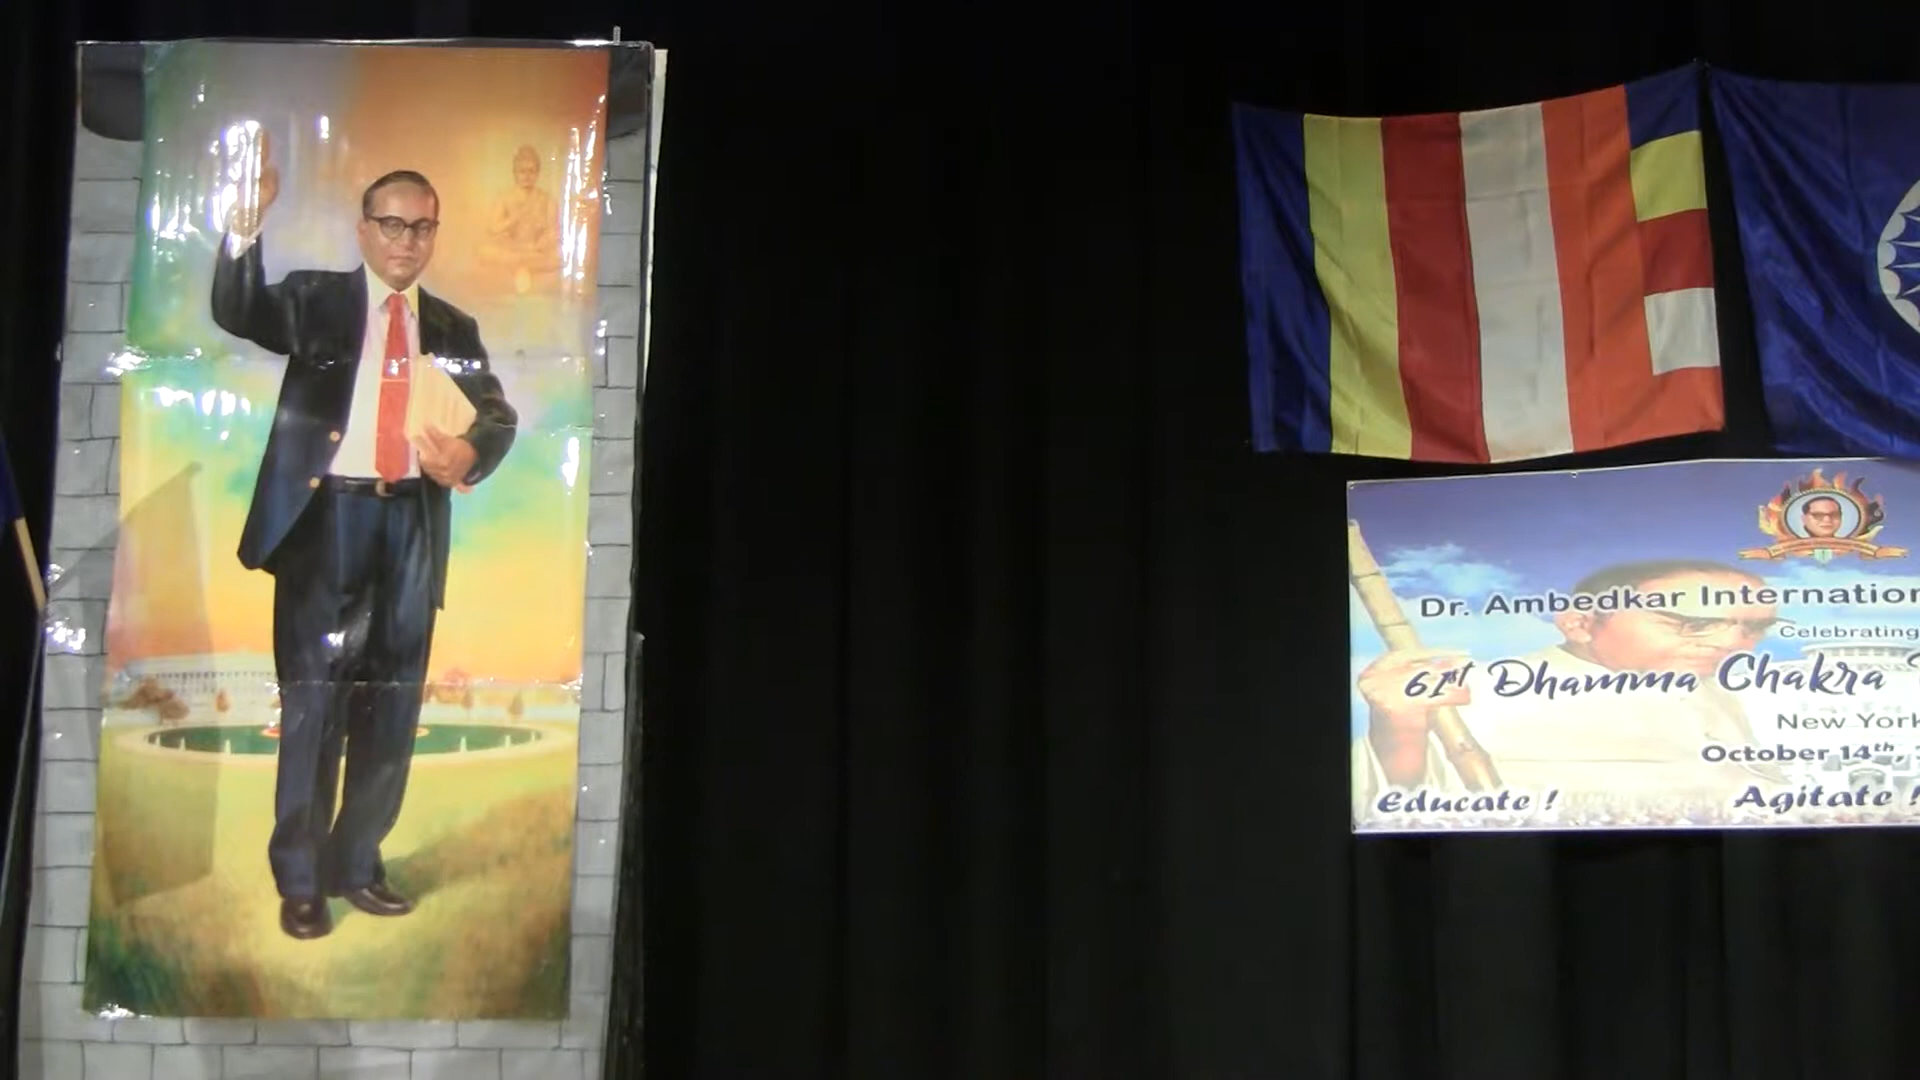 Dr. Ambedkar Internation
Celebrating
61st Dhamma Chakra
New York
October 14th,
Educate ! Agitate !